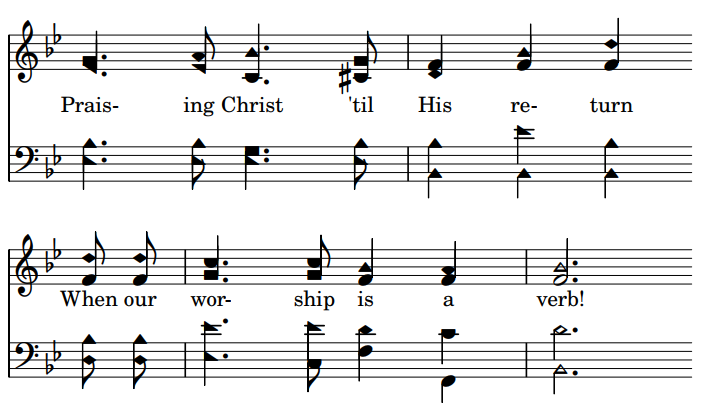 Prais- ing Christ 'til His re- turn
When our wor- ship is a verb!